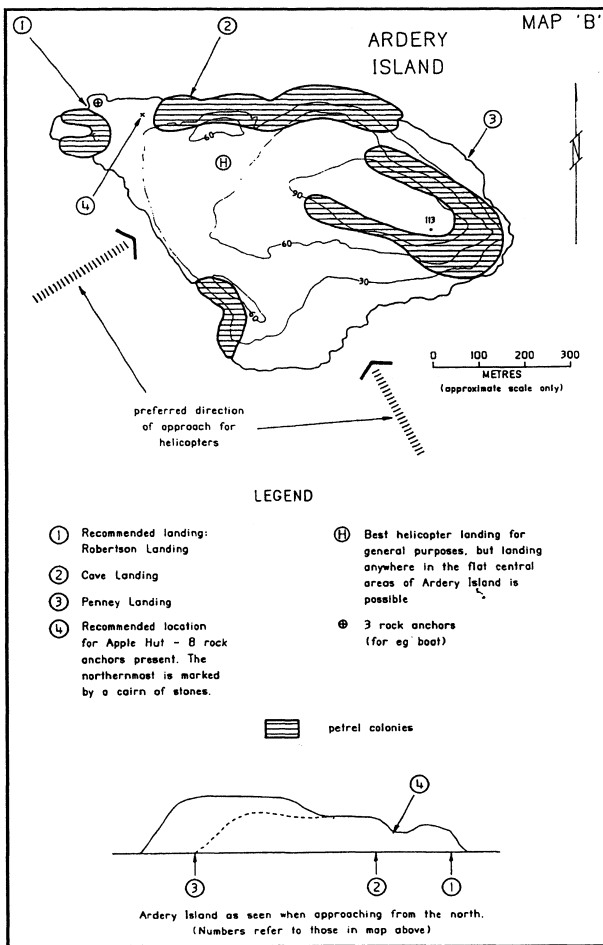 MAP 'B'
ARDERY
ISLAND
1
2
3
4
H
N
60
90
113
60
30
60
0 100 200 300
METRES
(approximate scale only)
preferred direction
of approach for
helicopters
LEGEND
1 Recommended landing:
Robertson Landing
2 Cave Landing
3 Penney Landing
4 Recommended location
for Apple Hut - 8 rock
anchors present. The
northernmost is marked
by a cairn of stones.
H Best helicopter landing for
general purposes, but landing
anywhere in the flat central
areas of Ardery Island is
possible
3 rock anchors
(for eg boat)
petrel colonies
4
3
2
1
Ardery Island as seen when approaching from the north.
(Numbers refer to those in map above)